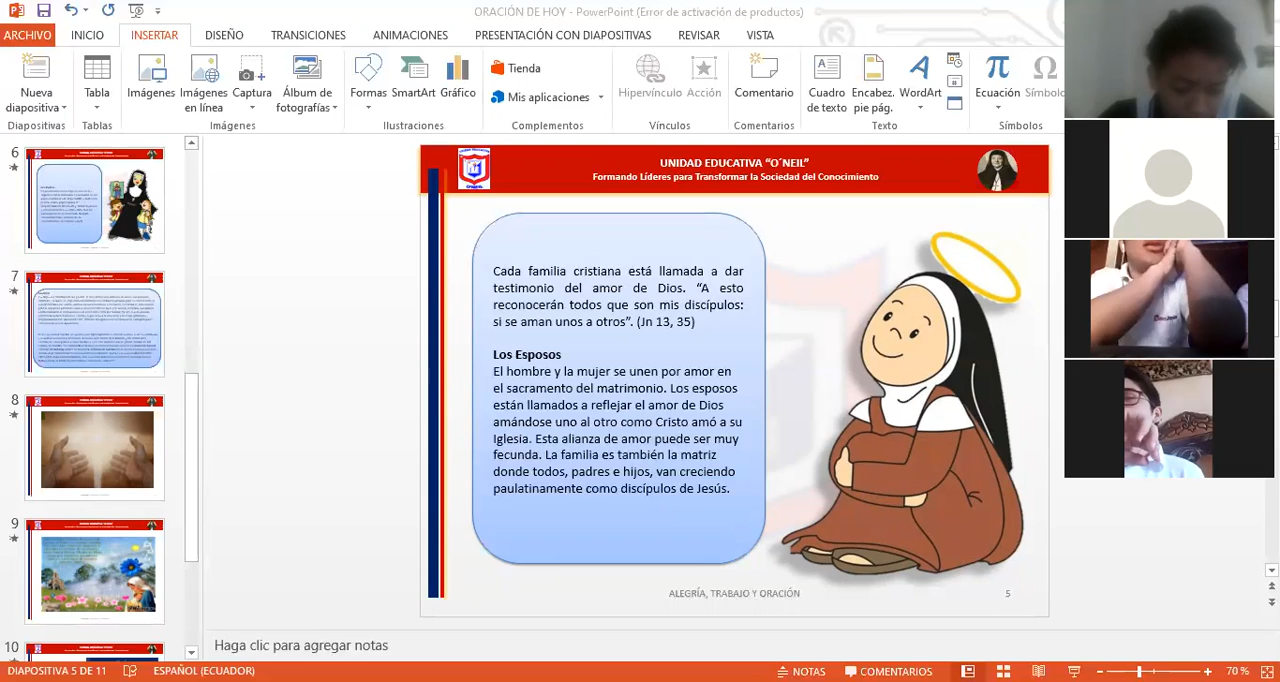 ORACIÓN DE HOY - PowerPoint (Error de activación de productos)
ARCHIVO INICIO INSERTAR DISEÑO TRANSICIONES ANIMACIONES PRESENTACIÓN CON DIAPOSITIVAS REVISAR VISTA
Nueva diapositiva
Tabla
Imágenes
Imágenes en línea
Captura
Álbum de fotografías
Formas
SmartArt
Gráfico
Tienda
Mis aplicaciones
Hipervínculo
Acción
Comentario
Cuadro de texto
Encabez. pie pág.
WordArt
Ecuación
Símbolo
Diapositivas Tablas Imágenes Ilustraciones Complementos Vínculos Comentarios Texto Símbolos
6
7
8
9
10
UNIDAD EDUCATIVA “O´NEIL”
Formando Líderes para Transformar la Sociedad del Conocimiento
Cada familia cristiana está llamada a dar
testimonio del amor de Dios. “A esto
conocerán todos que son mis discípulos:
si se aman unos a otros”. (Jn 13, 35)
Los Esposos
El hombre y la mujer se unen por amor en
el sacramento del matrimonio. Los esposos
están llamados a reflejar el amor de Dios
amándose uno al otro como Cristo amó a su
Iglesia. Esta alianza de amor puede ser muy
fecunda. La familia es también la matriz
donde todos, padres e hijos, van creciendo
paulatinamente como discípulos de Jesús.
ALEGRÍA, TRABAJO Y ORACIÓN 5
Haga clic para agregar notas
DIAPOSITIVA 5 DE 11 ESPAÑOL (ECUADOR) NOTAS COMENTARIOS 70 %